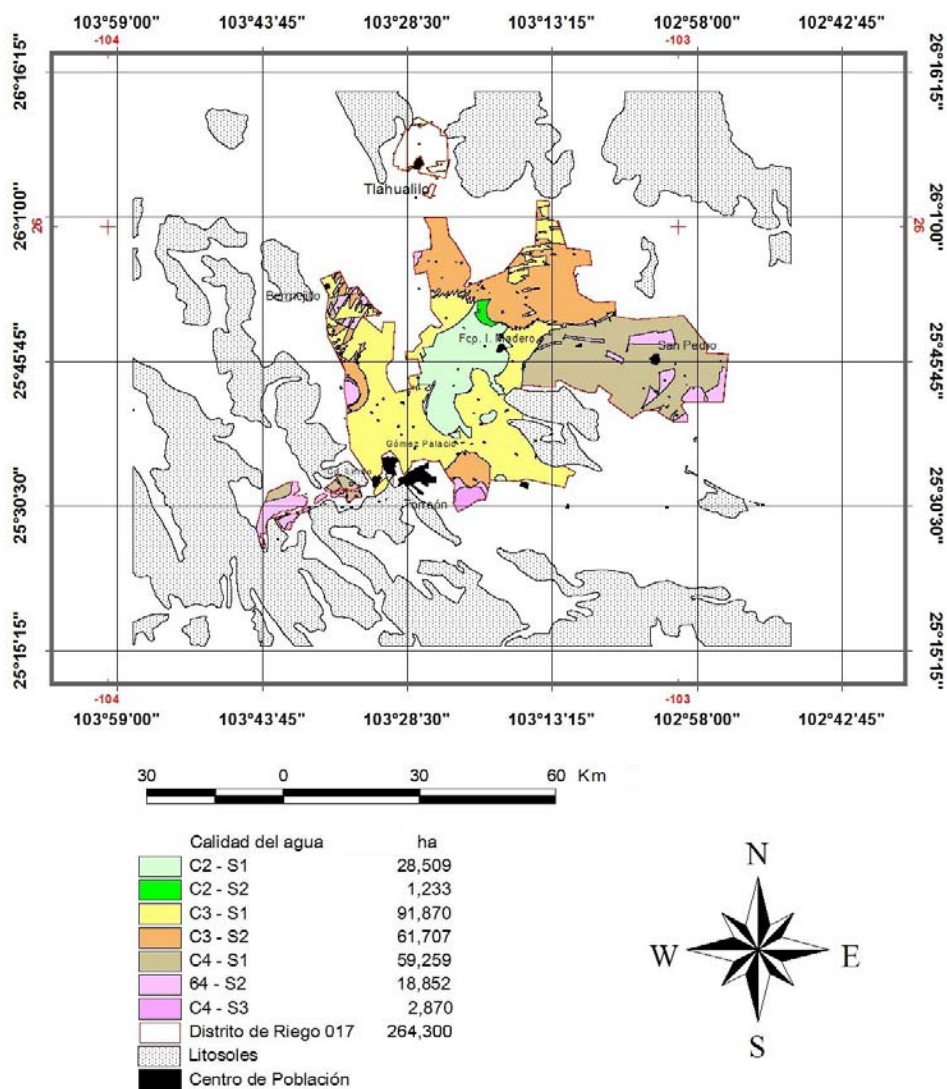 103°59'00" 103°43'45" 103°28'30" 103°13'15" 102°58'00" 102°42'45"
-104 -103
26°16'15" 26°16'15"
Tlahualilo
26°1'00" 26 26 26°1'00"
Bermejillo
Fcp. I. Madero
San Pedro
25°45'45" 25°45'45"
Gómez Palacio
25°30'30" Torreón 25°30'30"
25°15'15" 25°15'15"
-104 -103
103°59'00" 103°43'45" 103°28'30" 103°13'15" 102°58'00" 102°42'45"
30 0 30 60 Km
Calidad del agua ha
C2 - S1 28,509
C2 - S2 1,233
C3 - S1 91,870
C3 - S2 61,707
C4 - S1 59,259
64 - S2 18,852
C4 - S3 2,870
Distrito de Riego 017 264,300
Litosoles
Centro de Población
N
W E
S